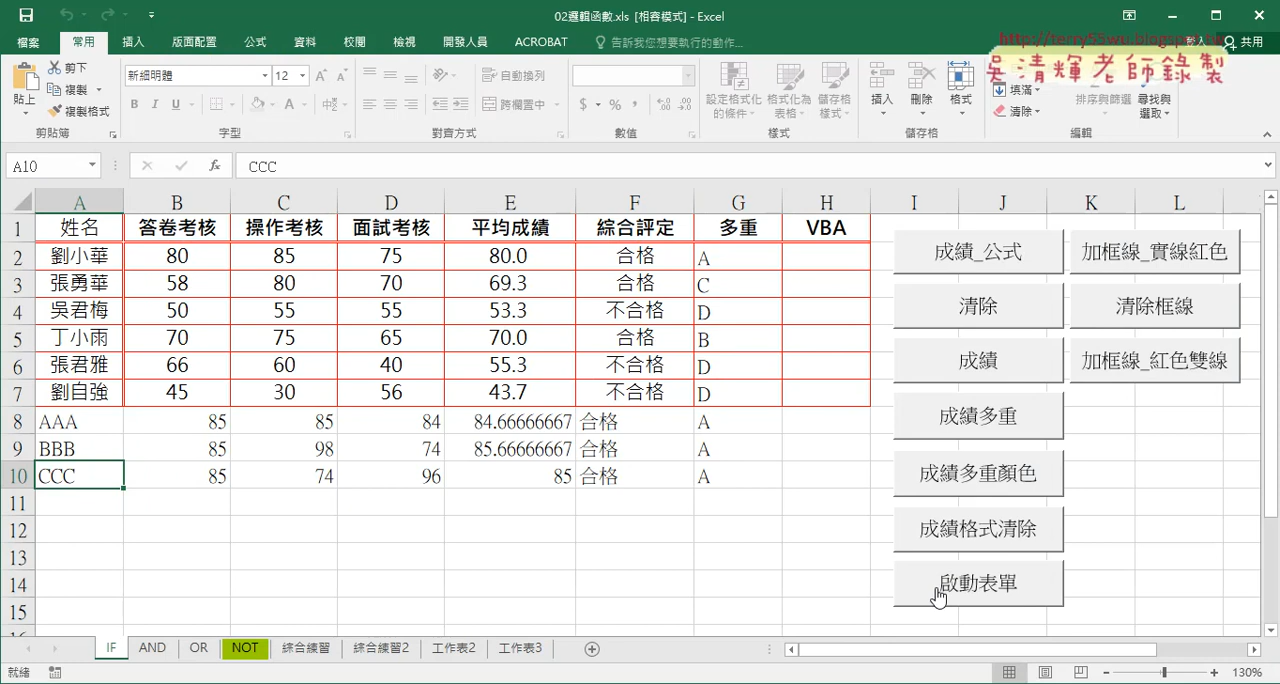 02邏輯函數.xls [相容模式] - Excel
檔案 常用 插入 版面配置 公式 資料 校閱 檢視 開發人員 ACROBAT 告訴我您想要執行的動作... 共用
http://terry55wu.blogspot.tw
吳清輝老師錄製
貼上 剪下 複製 複製格式 剪貼簿
新細明體 12 B I U A 字型
自動換列 跨欄置中 對齊方式
$ % , 數值
設定格式化的條件 格式化為表格 儲存格樣式 樣式
插入 刪除 格式 儲存格
填滿 清除 排序與篩選 尋找與選取 編輯
A10 fx CCC
A B C D E F G H I J K L
1 姓名 答卷考核 操作考核 面試考核 平均成績 綜合評定 多重 VBA
2 劉小華 80 85 75 80.0 合格 A
3 張勇華 58 80 70 69.3 合格 C
4 吳君梅 50 55 55 53.3 不合格 D
5 丁小雨 70 75 65 70.0 合格 B
6 張君雅 66 60 40 55.3 不合格 D
7 劉自強 45 30 56 43.7 不合格 D
8 AAA 85 85 84 84.66666667 合格 A
9 BBB 85 98 74 85.66666667 合格 A
10 CCC 85 74 96 85 合格 A
11
12
13
14
15
成績_公式 加框線_實線紅色
清除 清除框線
成績 加框線_紅色雙線
成績多重
成績多重顏色
成績格式清除
啟動表單
IF AND OR NOT 綜合練習 綜合練習2 工作表2 工作表3
就緒 130%